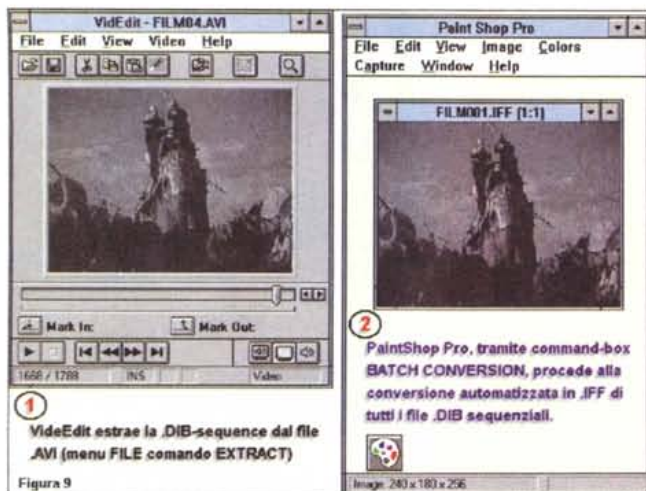 VidEdit - FILM04.AVI
File Edit View Video Help
Mark In: Mark Out:
1668 / 1788 INS Video
1
VideEdit estrae la .DIB-sequence dal file
.AVI (menu FILE comando EXTRACT)
Figura 9
Paint Shop Pro
File Edit View Image Colors
Capture Window Help
FILM001.IFF [1:1]
2
PaintShop Pro, tramite command-box
BATCH CONVERSION, procede alla
conversione automatizzata in .IFF di
tutti i file .DIB sequenziali.
Image: 240 x 180 x 256